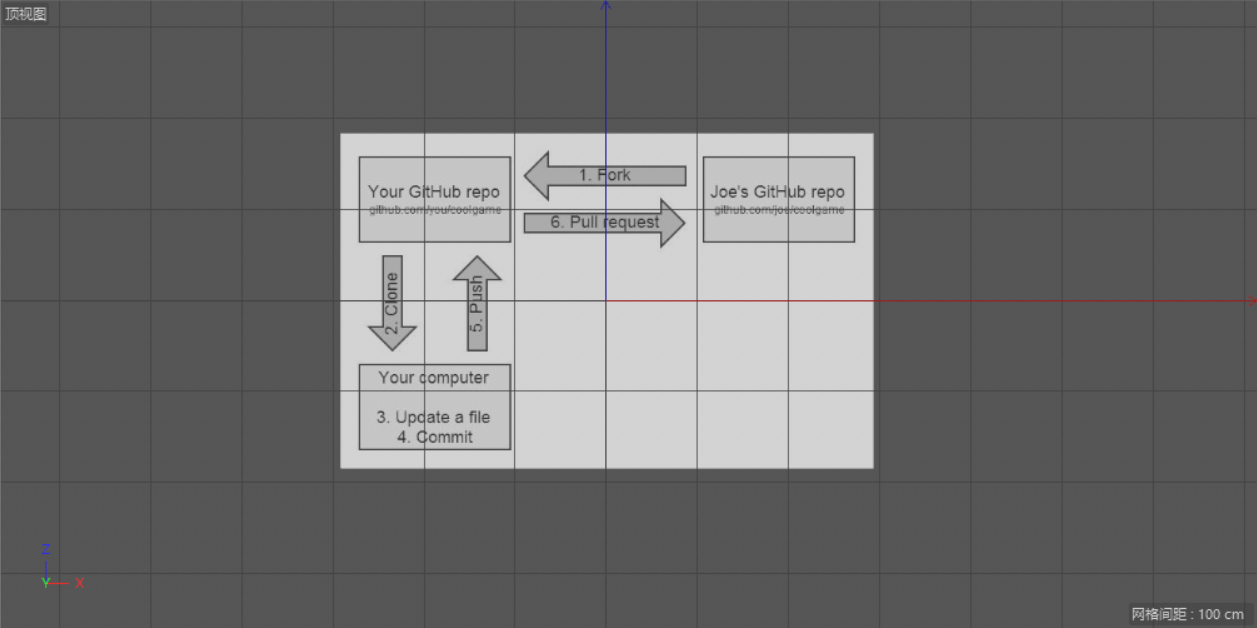 顶视图
1. Fork
Your GitHub repo
github.com/you/coolgame
Joe's GitHub repo
github.com/joe/coolgame
6. Pull request
2. Clone
5. Push
Your computer
3. Update a file
4. Commit
Z
Y
X
网格间距 : 100 cm